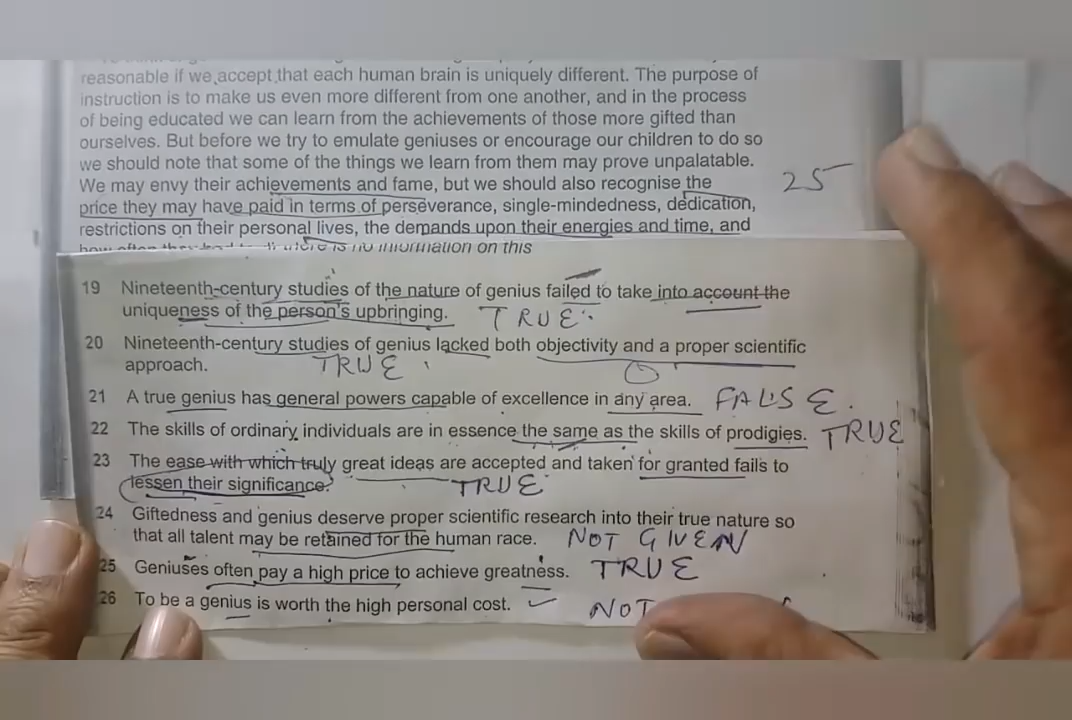 reasonable if we accept that each human brain is uniquely different. The purpose of
instruction is to make us even more different from one another, and in the process
of being educated we can learn from the achievements of those more gifted than
ourselves. But before we try to emulate geniuses or encourage our children to do so
we should note that some of the things we learn from them may prove unpalatable.
We may envy their achievements and fame, but we should also recognise the
25
price they may have paid in terms of perseverance, single-mindedness, dedication,
restrictions on their personal lives, the demands upon their energies and time, and
is no information on this
19 Nineteenth-century studies of the nature of genius failed to take into account the
uniqueness of the person's upbringing. TRUE.
20 Nineteenth-century studies of genius lacked both objectivity and a proper scientific
approach. TRUE
21 A true genius has general powers capable of excellence in any area. FALSE.
22 The skills of ordinary individuals are in essence the same as the skills of prodigies. TRUE
23 The ease with which truly great ideas are accepted and taken for granted fails to
lessen their significance. TRUE
24 Giftedness and genius deserve proper scientific research into their true nature so
that all talent may be retained for the human race. NOT GIVEN
25 Geniuses often pay a high price to achieve greatness. TRUE
26 To be a genius is worth the high personal cost. NOT